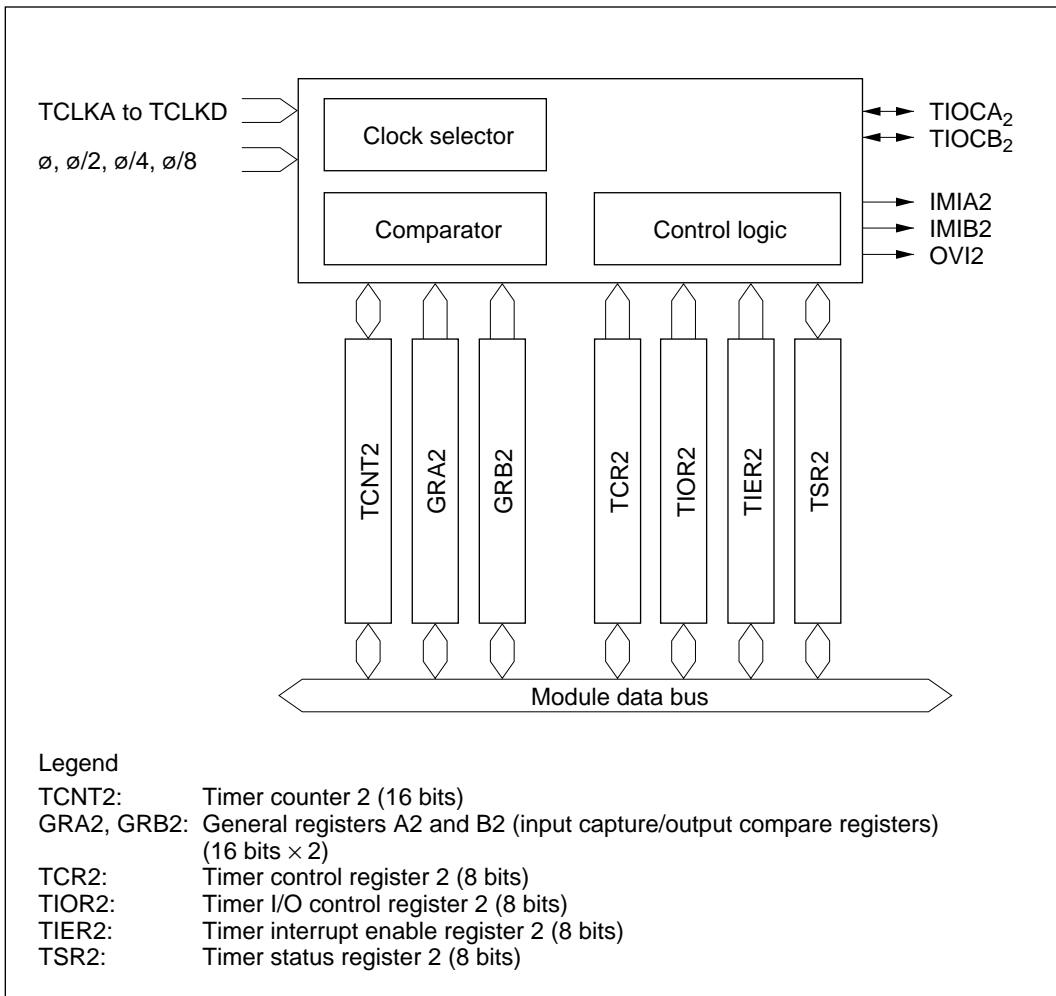 TCLKA to TCLKD
ø, ø/2, ø/4, ø/8
Clock selector
Comparator
Control logic
TIOCA2
TIOCB2
IMIA2
IMIB2
OVI2
TCNT2
GRA2
GRB2
TCR2
TIOR2
TIER2
TSR2
Module data bus
Legend
TCNT2: Timer counter 2 (16 bits)
GRA2, GRB2: General registers A2 and B2 (input capture/output compare registers)
(16 bits × 2)
TCR2: Timer control register 2 (8 bits)
TIOR2: Timer I/O control register 2 (8 bits)
TIER2: Timer interrupt enable register 2 (8 bits)
TSR2: Timer status register 2 (8 bits)